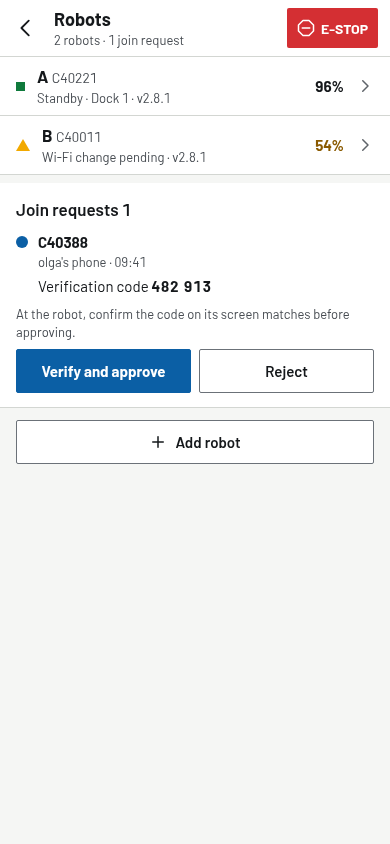 Robots
2 robots · 1 join request
E-STOP
A C40221
Standby · Dock 1 · v2.8.1
96%
B C40011
Wi-Fi change pending · v2.8.1
54%
Join requests 1
C40388
olga's phone · 09:41
Verification code 482 913
At the robot, confirm the code on its screen matches before
approving.
Verify and approve
Reject
Add robot